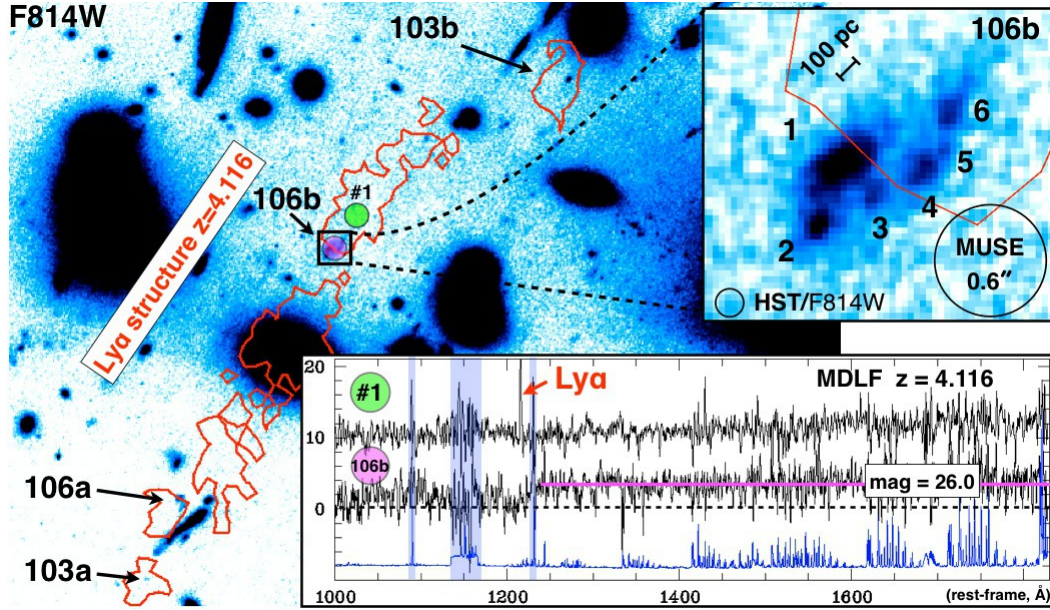 F814W
103b
106b
#1
Lyα structure z=4.116
106a
103a
106b
100 pc
1
2
3
4
5
6
HST/F814W
MUSE
0.6″
20
10
0
#1
106b
Lyα
MDLF z = 4.116
mag = 26.0
1000
1200
1400
1600
(rest-frame, Å)